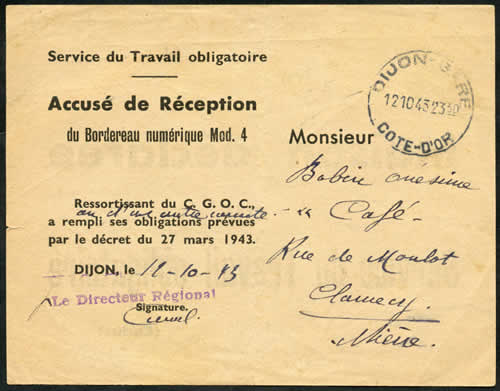 Service du Travail obligatoire
Accusé de Réception
du Bordereau numérique Mod. 4
DIJON-GARE
12 10 43 23 30
COTE-D'OR
Monsieur
Ressortissant du C. G. O. C.,
a rempli ses obligations prévues
par le décret du 27 mars 1943.
DIJON, le 12-10-43
Le Directeur Régional
Signature.
Café
Rue de Moulot
Clamecy
Nièvre.